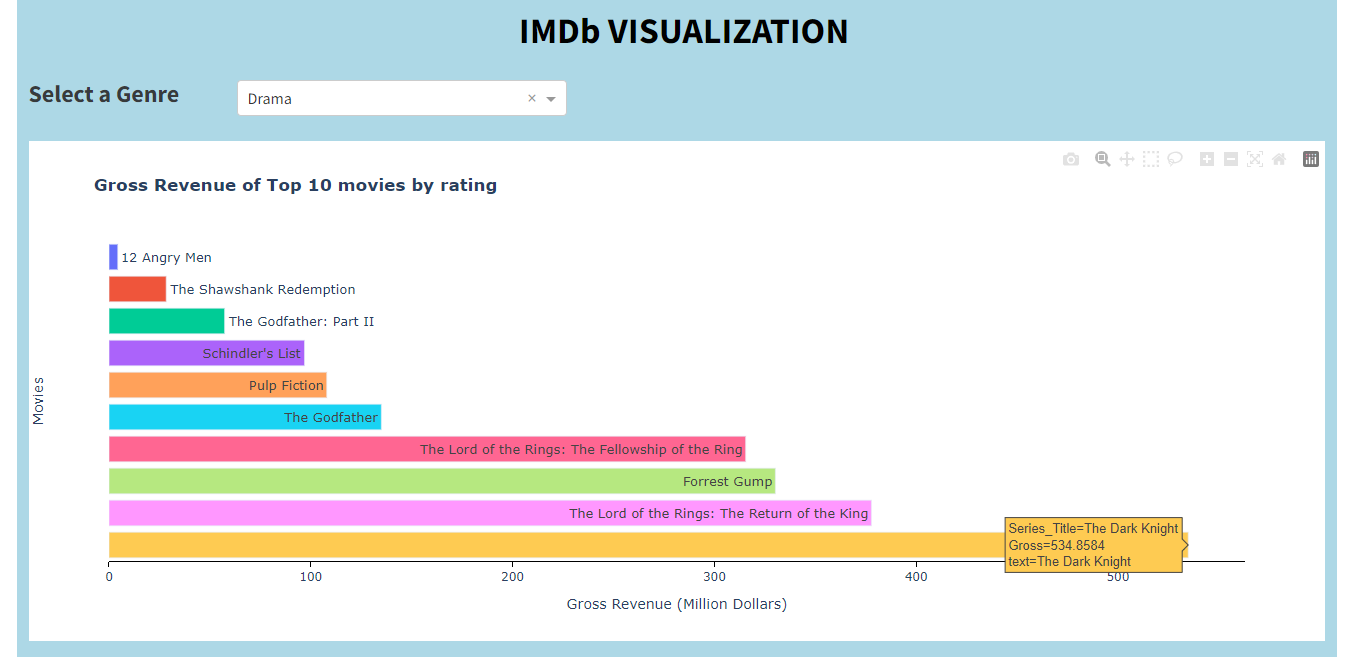 IMDb VISUALIZATION
Select a Genre
Drama
Gross Revenue of Top 10 movies by rating
12 Angry Men
The Shawshank Redemption
The Godfather: Part II
Schindler's List
Pulp Fiction
The Godfather
The Lord of the Rings: The Fellowship of the Ring
Forrest Gump
The Lord of the Rings: The Return of the King
Series_Title=The Dark Knight
Gross=534.8584
text=The Dark Knight
Movies
0 100 200 300 400 500
Gross Revenue (Million Dollars)